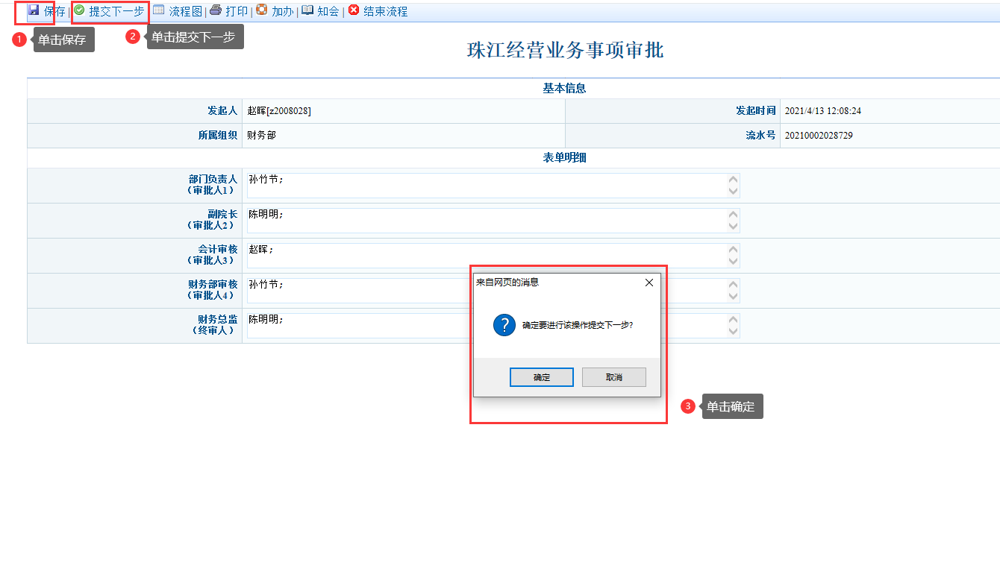 保存 | 提交下一步 流程图 | 打印 | 加办 | 知会 | 结束流程
1 单击保存
2 单击提交下一步
珠江经营业务事项审批
基本信息
发起人 赵晖[z2008028] 发起时间 2021/4/13 12:08:24
所属组织 财务部 流水号 20210002028729
表单明细
部门负责人 孙竹节;
（审批人1）
副院长 陈明明;
（审批人2）
会计审核 赵晖;
（审批人3）
财务部审核 孙竹节;
（审批人4）
财务总监 陈明明;
（终审人）
来自网页的消息
确定要进行该操作提交下一步?
确定 取消
3 单击确定